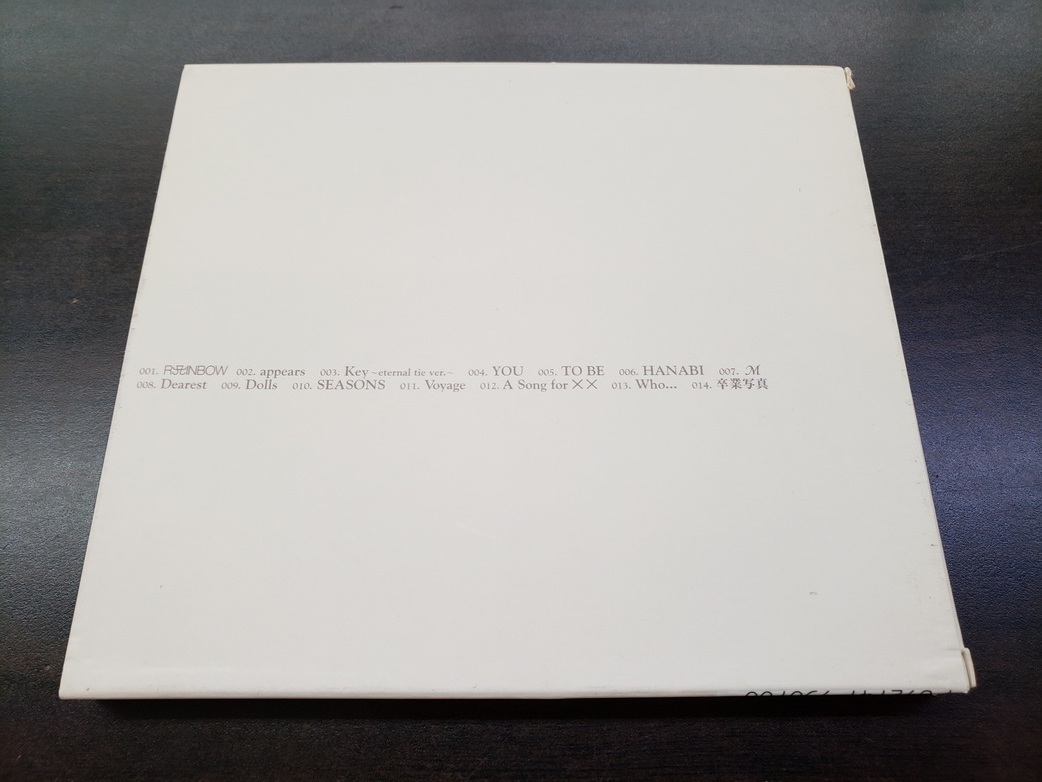 001. RAINBOW 002. appears 003. Key ~eternal tie ver.~ 004. YOU 005. TO BE 006. HANABI 007. M
008. Dearest 009. Dolls 010. SEASONS 011. Voyage 012. A Song for ×× 013. Who... 014. 卒業写真